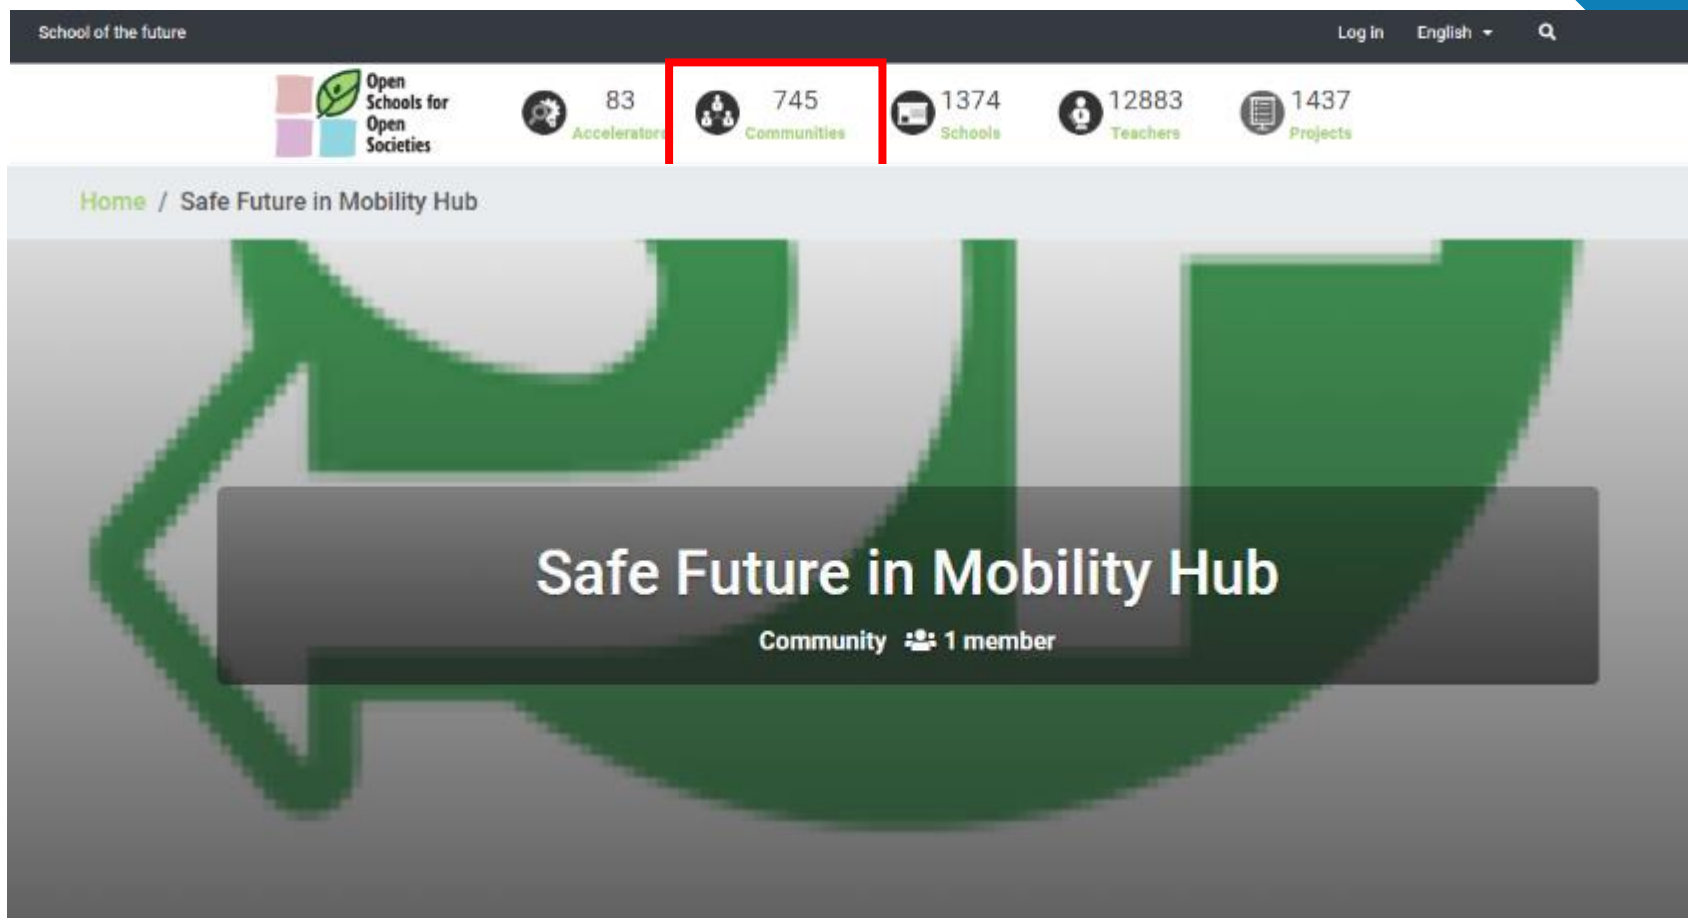 School of the future
Log in English
Open
Schools for
Open
Societies
83
Accelerators
745
Communities
1374
Schools
12883
Teachers
1437
Projects
Home / Safe Future in Mobility Hub
Safe Future in Mobility Hub
Community 1 member